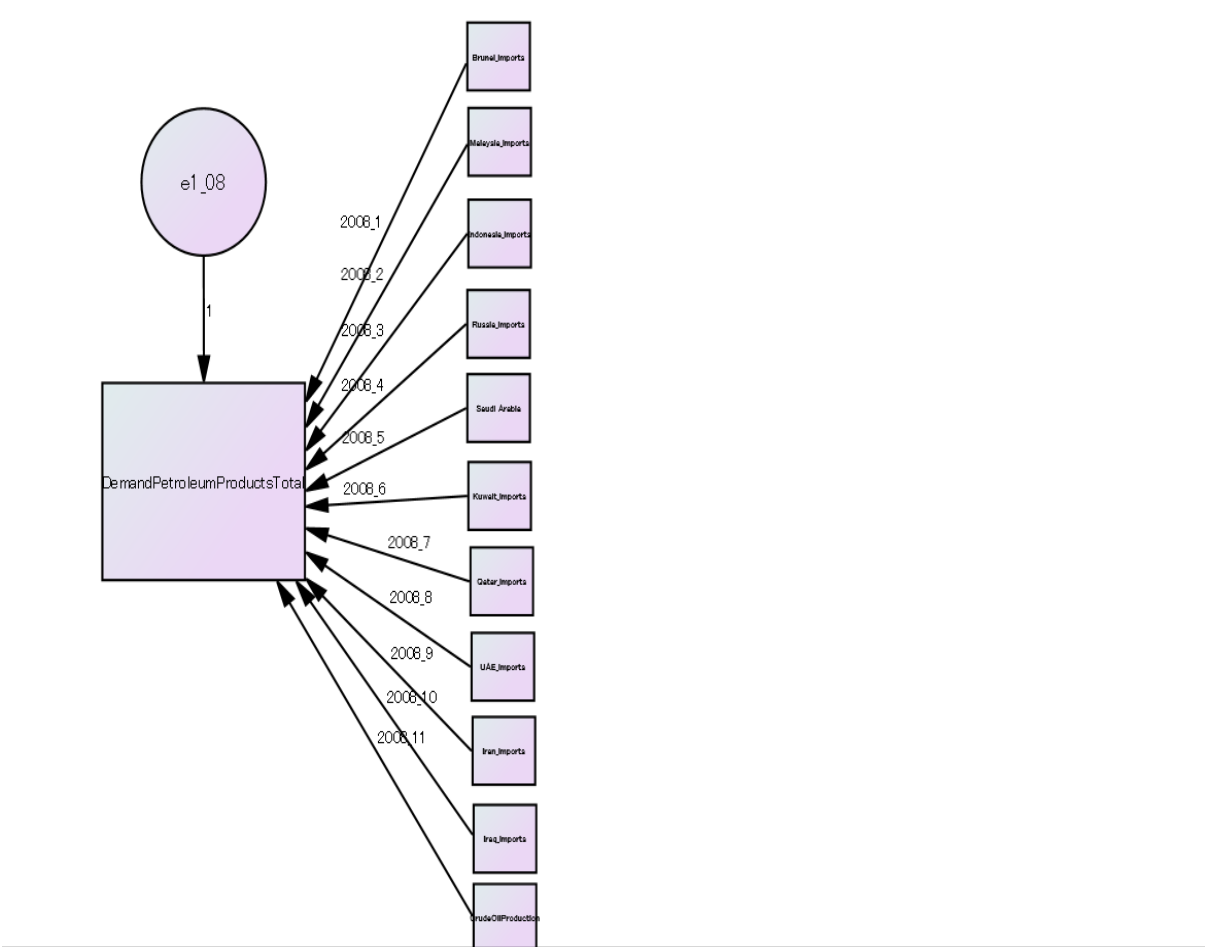 Brunei_Imports
Malaysia_Imports
e1_08
2008_1
Indonesia_Imports
2008_2
1
2008_3
Russia_Imports
2008_4
Saudi Arabia
2008_5
DemandPetroleumProductsTotal
2008_6
Kuwait_Imports
2008_7
Qatar_Imports
2008_8
2008_9
UAE_Imports
2008_10
2008_11
Iran_Imports
Iraq_Imports
CrudeOilProduction